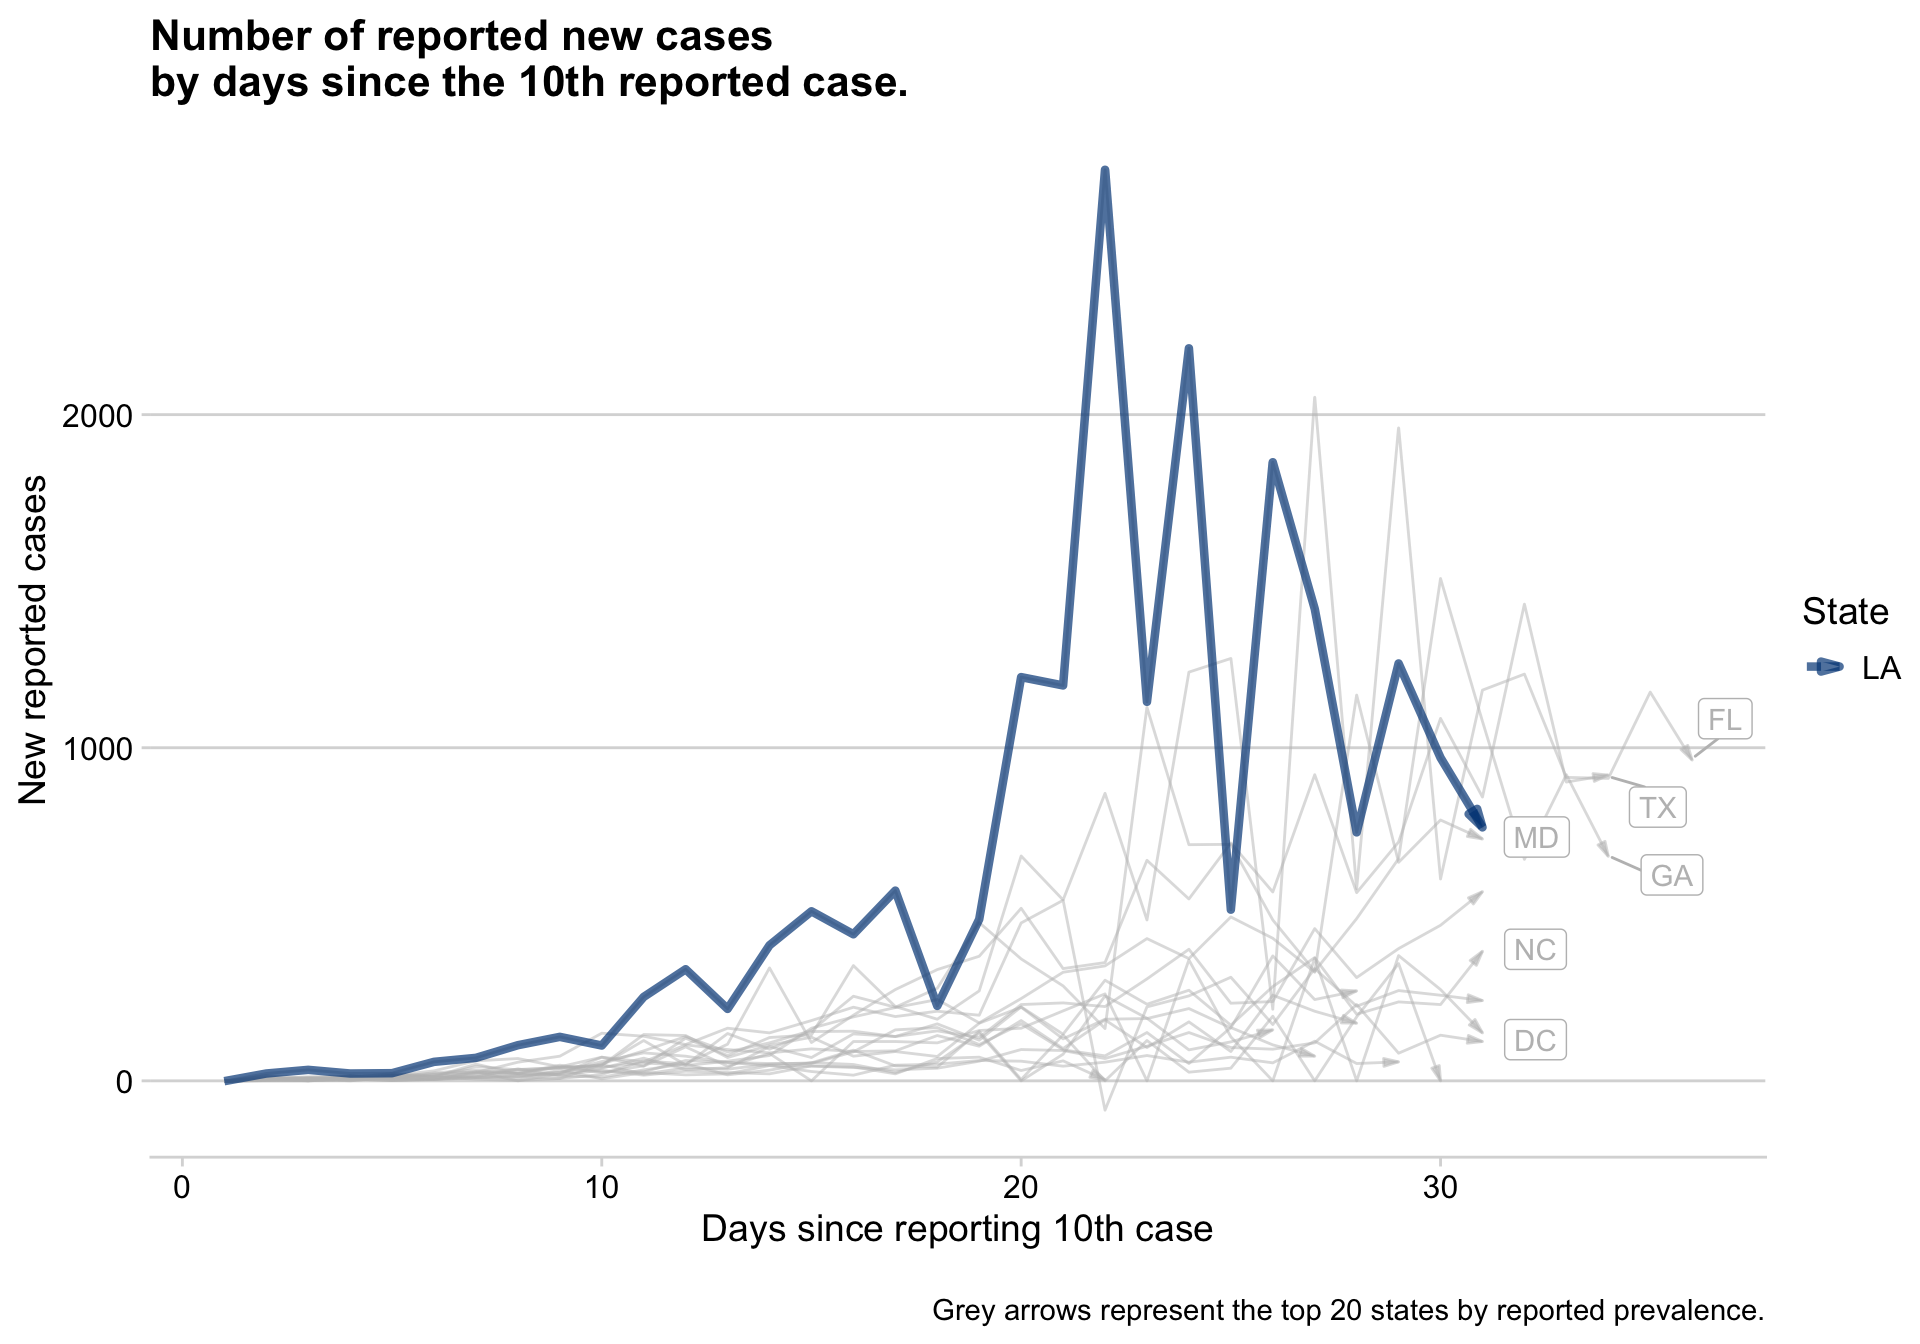 Number of reported new cases
by days since the 10th reported case.
New reported cases
2000
1000
0
0
10
20
30
Days since reporting 10th case
FL
TX
MD
GA
NC
DC
State
LA
Grey arrows represent the top 20 states by reported prevalence.